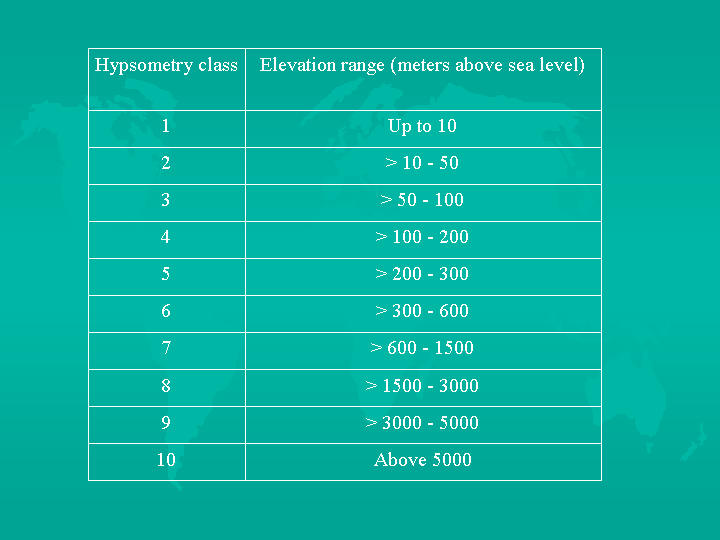 Hypsometry class Elevation range (meters above sea level)
1 Up to 10
2 > 10 - 50
3 > 50 - 100
4 > 100 - 200
5 > 200 - 300
6 > 300 - 600
7 > 600 - 1500
8 > 1500 - 3000
9 > 3000 - 5000
10 Above 5000